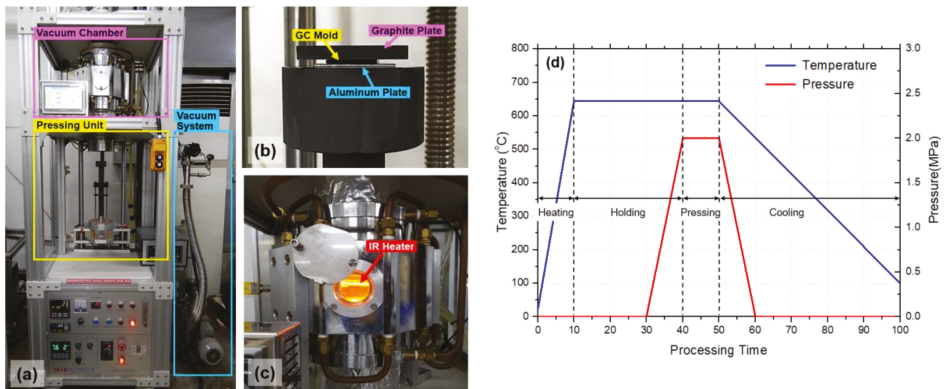 Vacuum Chamber
Pressing Unit
Vacuum
System
(a)
GC Mold
Graphite Plate
Aluminum Plate
(b)
IR Heater
(c)
(d)
Temperature
Pressure
800
700
600
500
400
300
200
100
0
Temperature (°C)
3.0
2.5
2.0
1.5
1.0
0.5
0.0
Pressure(MPa)
Heating
Holding
Pressing
Cooling
0 10 20 30 40 50 60 70 80 90 100
Processing Time